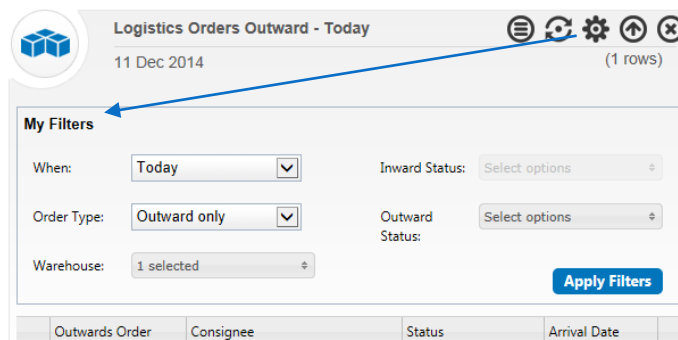 Logistics Orders Outward - Today
11 Dec 2014
(1 rows)
My Filters
When: Today Inward Status: Select options
Order Type: Outward only Outward Status: Select options
Warehouse: 1 selected
Apply Filters
Outwards Order Consignee Status Arrival Date